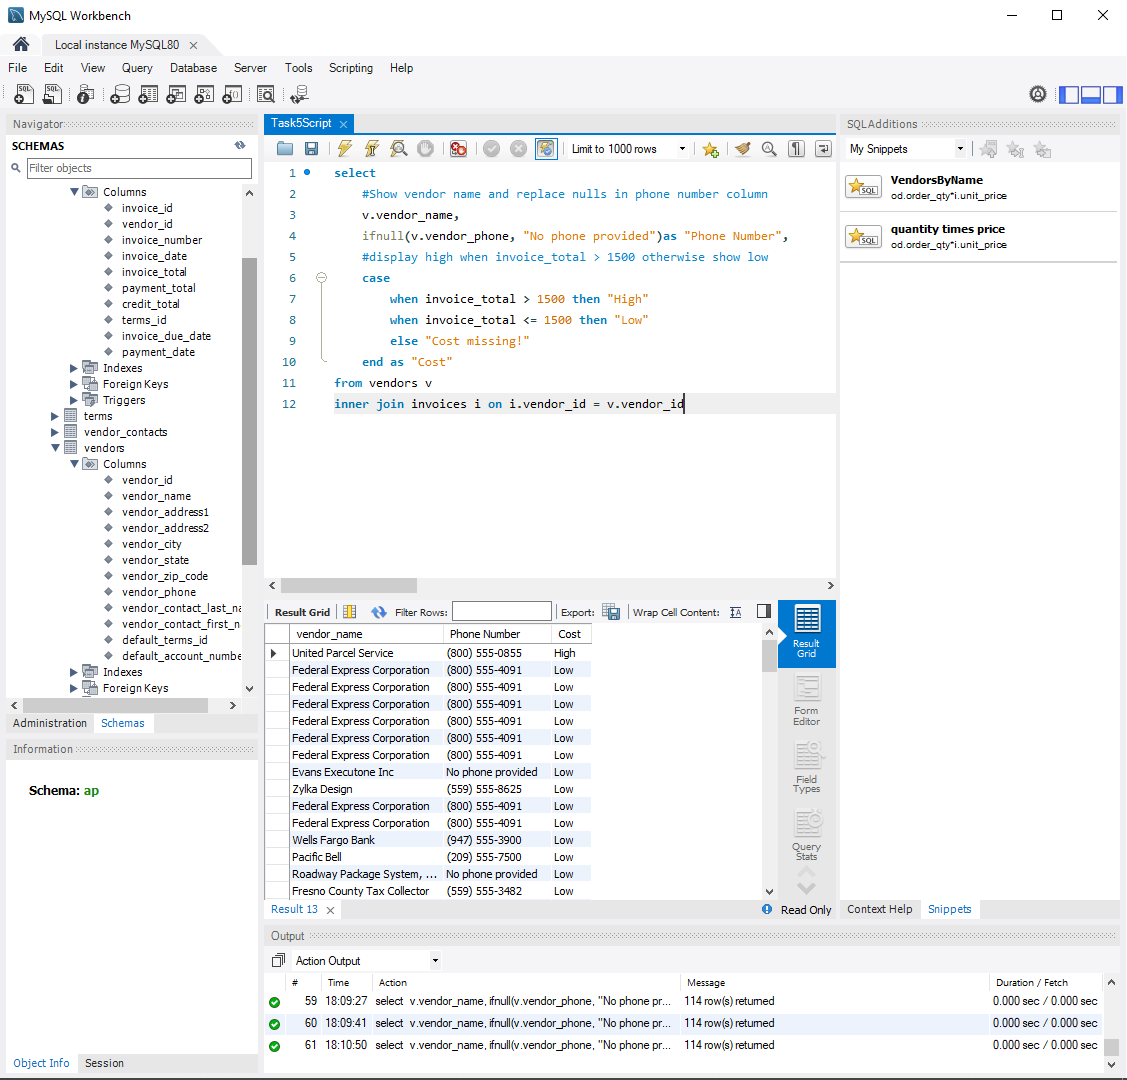 MySQL Workbench
Local instance MySQL80
File Edit View Query Database Server Tools Scripting Help
Navigator
SCHEMAS
Filter objects
Columns
invoice_id
vendor_id
invoice_number
invoice_date
invoice_total
payment_total
credit_total
terms_id
invoice_due_date
payment_date
Indexes
Foreign Keys
Triggers
terms
vendor_contacts
vendors
Columns
vendor_id
vendor_name
vendor_address1
vendor_address2
vendor_city
vendor_state
vendor_zip_code
vendor_phone
vendor_contact_last_na
vendor_contact_first_n
default_terms_id
default_account_numbe
Indexes
Foreign Keys
Administration Schemas
Information
Schema: ap
Object Info Session
Task5Script
Limit to 1000 rows
1 select
2 #Show vendor name and replace nulls in phone number column
3 v.vendor_name,
4 ifnull(v.vendor_phone, "No phone provided")as "Phone Number",
5 #display high when invoice_total > 1500 otherwise show low
6 case
7 when invoice_total > 1500 then "High"
8 when invoice_total <= 1500 then "Low"
9 else "Cost missing!"
10 end as "Cost"
11 from vendors v
12 inner join invoices i on i.vendor_id = v.vendor_id
Result Grid Filter Rows: Export: Wrap Cell Content:
vendor_name Phone Number Cost
United Parcel Service (800) 555-0855 High
Federal Express Corporation (800) 555-4091 Low
Federal Express Corporation (800) 555-4091 Low
Federal Express Corporation (800) 555-4091 Low
Federal Express Corporation (800) 555-4091 Low
Federal Express Corporation (800) 555-4091 Low
Federal Express Corporation (800) 555-4091 Low
Evans Executone Inc No phone provided Low
Zylka Design (559) 555-8625 Low
Federal Express Corporation (800) 555-4091 Low
Federal Express Corporation (800) 555-4091 Low
Wells Fargo Bank (947) 555-3900 Low
Pacific Bell (209) 555-7500 Low
Roadway Package System, ... No phone provided Low
Fresno County Tax Collector (559) 555-3482 Low
Result
Grid
Form
Editor
Field
Types
Query
Stats
Result 13 Read Only
SQLAdditions
My Snippets
SQL
VendorsByName
od.order_qty*i.unit_price
SQL
quantity times price
od.order_qty*i.unit_price
Context Help Snippets
Output
Action Output
# Time Action Message Duration / Fetch
59 18:09:27 select v.vendor_name, ifnull(v.vendor_phone, "No phone pr... 114 row(s) returned 0.000 sec / 0.000 sec
60 18:09:41 select v.vendor_name, ifnull(v.vendor_phone, "No phone pr... 114 row(s) returned 0.000 sec / 0.000 sec
61 18:10:50 select v.vendor_name, ifnull(v.vendor_phone, "No phone pr... 114 row(s) returned 0.000 sec / 0.000 sec